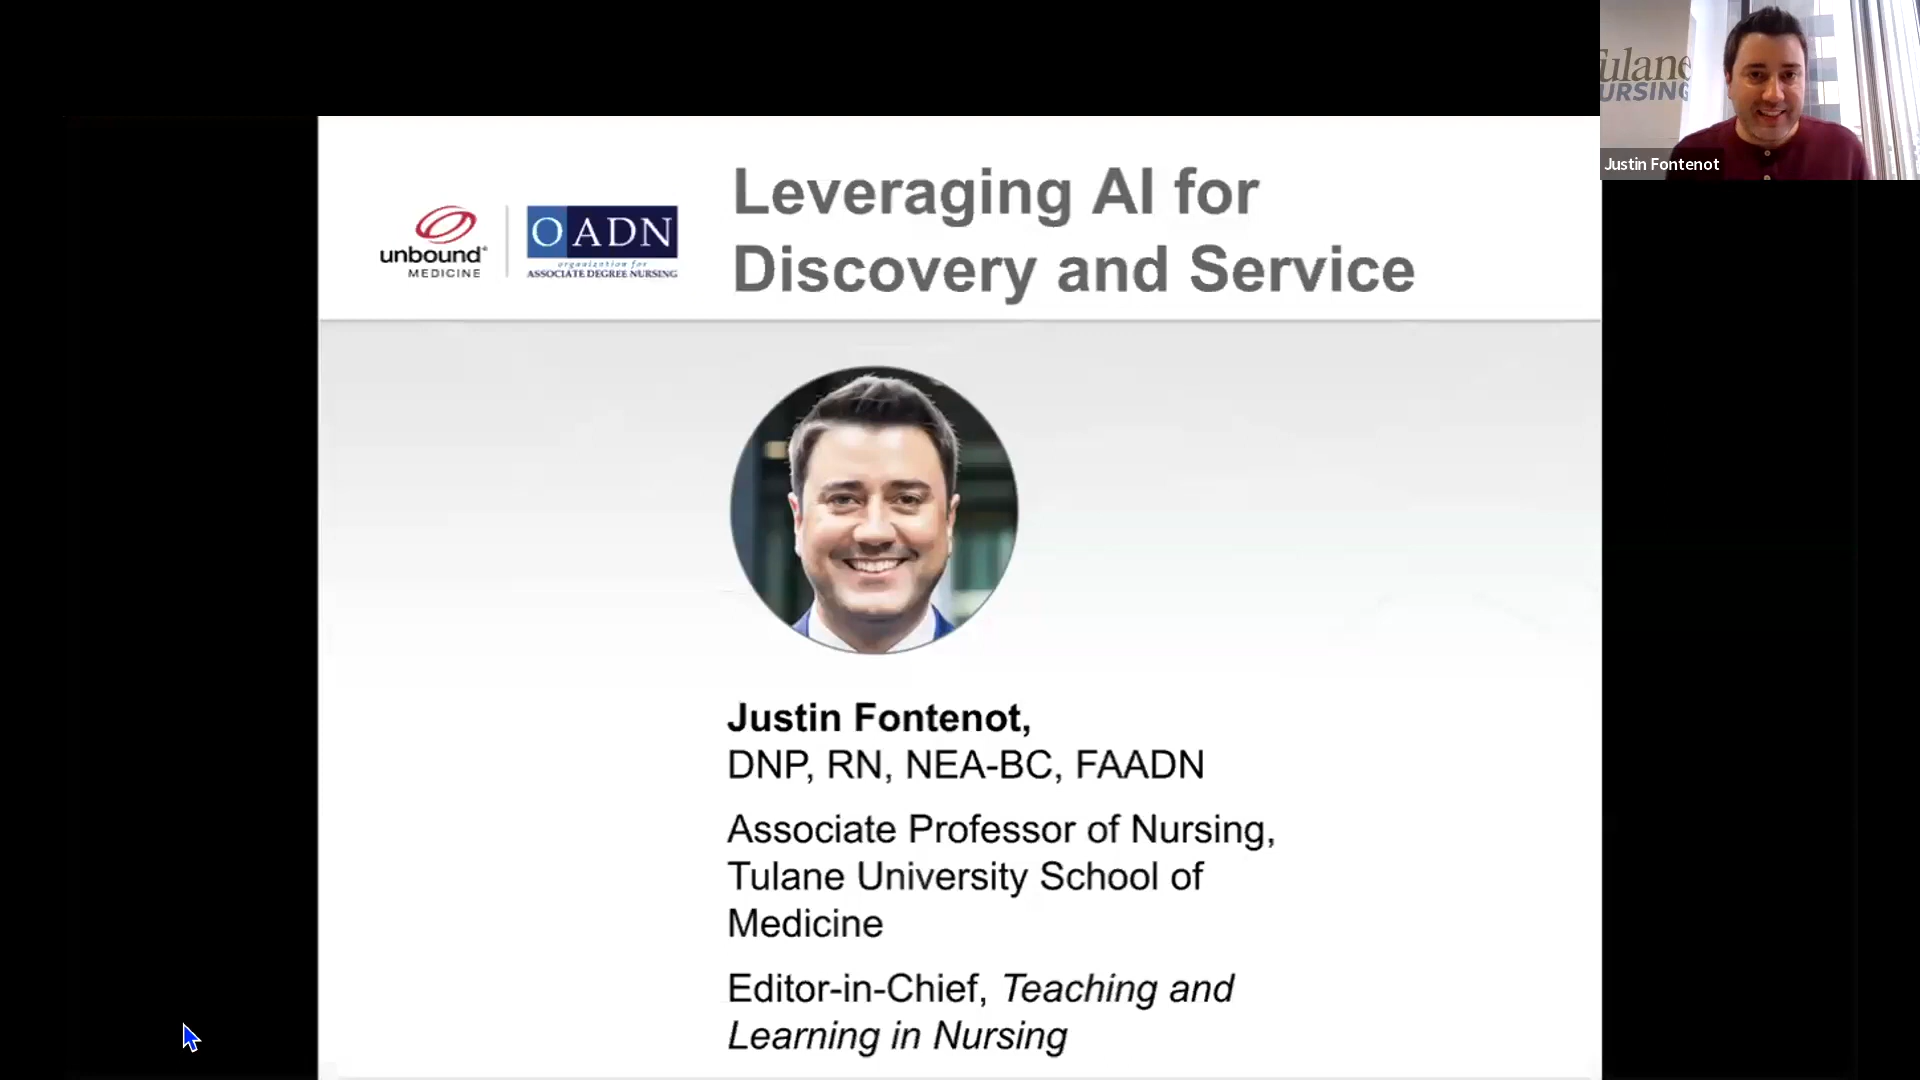 ulane
URSING
Justin Fontenot
unbound®
MEDICINE
OADN
organization for
ASSOCIATE DEGREE NURSING
Leveraging AI for
Discovery and Service
Justin Fontenot,
DNP, RN, NEA-BC, FAADN
Associate Professor of Nursing,
Tulane University School of
Medicine
Editor-in-Chief, Teaching and
Learning in Nursing